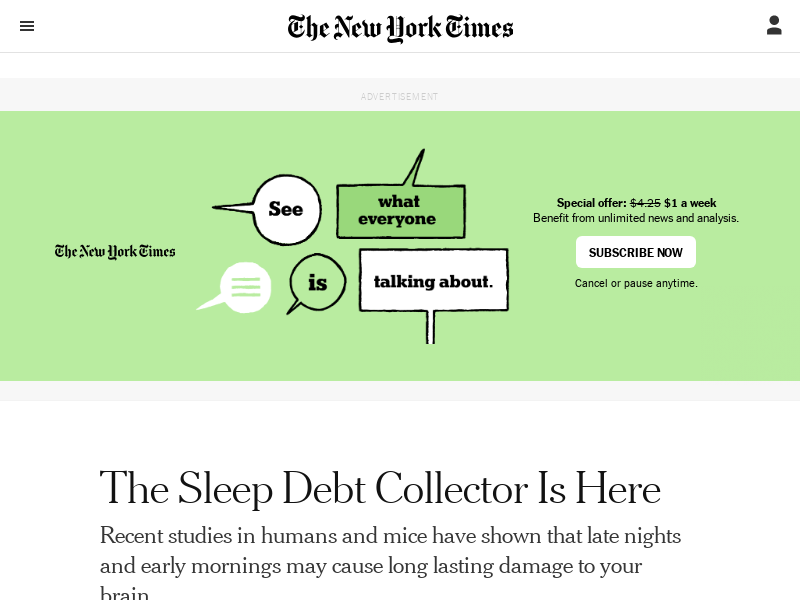 The New York Times
ADVERTISEMENT
The New York Times
See
what
everyone
is
talking about.
Special offer: $4.25 $1 a week
Benefit from unlimited news and analysis.
SUBSCRIBE NOW
Cancel or pause anytime.
The Sleep Debt Collector Is Here
Recent studies in humans and mice have shown that late nights
and early mornings may cause long lasting damage to your
brain.